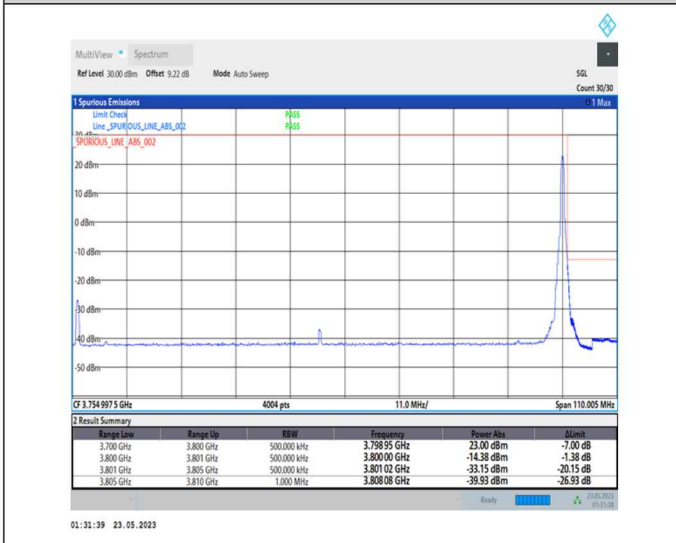 MultiView Spectrum
Ref Level 30.00 dBm Offset 9.22 dB Mode Auto Sweep SGL
Count 30/30
1 Spurious Emissions 1 Max
Limit Check PASS
Line _SPURIOUS_LINE_ABS_002 PASS
SPURIOUS_LINE_ABS_002
20 dBm
10 dBm
0 dBm
-10 dBm
-20 dBm
-30 dBm
-40 dBm
-50 dBm
CF 3.754 997 5 GHz 4004 pts 11.0 MHz/ Span 110.005 MHz
2 Result Summary
Range Low Range Up RBW Frequency Power Abs ΔLimit
3.700 GHz 3.800 GHz 500.000 kHz 3.798 95 GHz 23.00 dBm -7.00 dB
3.800 GHz 3.801 GHz 500.000 kHz 3.800 00 GHz -14.38 dBm -1.38 dB
3.801 GHz 3.805 GHz 500.000 kHz 3.801 02 GHz -33.15 dBm -20.15 dB
3.805 GHz 3.810 GHz 1.000 MHz 3.808 08 GHz -39.93 dBm -26.93 dB
Ready 23.05.2023
01:31:38
01:31:39 23.05.2023